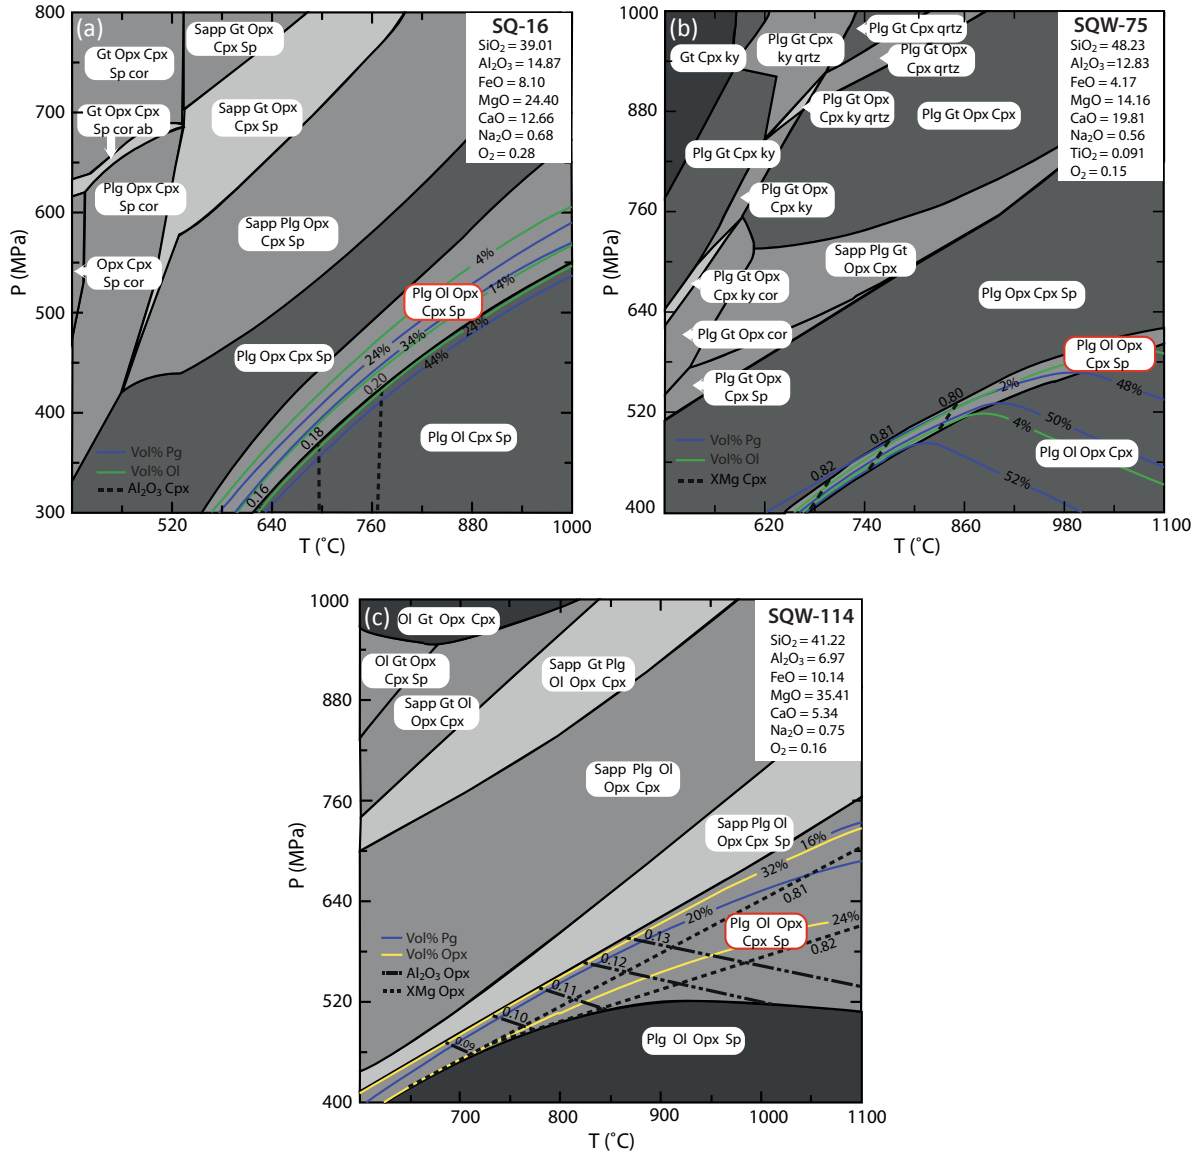 (a)
SQ-16
SiO₂ = 39.01
Al₂O₃ = 14.87
FeO = 8.10
MgO = 24.40
CaO = 12.66
Na₂O = 0.68
O₂ = 0.28
Sapp Gt Opx
Cpx Sp
Gt Opx Cpx
Sp cor
Gt Opx Cpx
Sp cor ab
Sapp Gt Opx
Cpx Sp
Plg Opx Cpx
Sp cor
Sapp Plg Opx
Cpx Sp
Opx Cpx
Sp cor
Plg Ol Opx
Cpx Sp
Plg Opx Cpx Sp
Plg Ol Cpx Sp
4%
14%
24%
34%
24%
44%
0.20
0.18
0.16
Vol% Pg
Vol% Ol
Al₂O₃ Cpx
800
700
600
500
400
300
P (MPa)
520
640
760
880
1000
T (˚C)
(b)
SQW-75
SiO₂ = 48.23
Al₂O₃ =12.83
FeO = 4.17
MgO = 14.16
CaO = 19.81
Na₂O = 0.56
TiO₂ = 0.091
O₂ = 0.15
Plg Gt Cpx qrtz
Plg Gt Cpx
ky qrtz
Gt Cpx ky
Plg Gt Opx
Cpx qrtz
Plg Gt Opx
Cpx ky qrtz
Plg Gt Opx Cpx
Plg Gt Cpx ky
Plg Gt Opx
Cpx ky
Sapp Plg Gt
Opx Cpx
Plg Gt Opx
Cpx ky cor
Plg Opx Cpx Sp
Plg Gt Opx cor
Plg Ol Opx
Cpx Sp
Plg Gt Opx
Cpx Sp
Plg Ol Opx Cpx
2%
48%
50%
4%
52%
0.80
0.81
0.82
Vol% Pg
Vol% Ol
XMg Cpx
1000
880
760
640
520
400
P (MPa)
620
740
860
980
1100
T (˚C)
(c)
SQW-114
SiO₂ = 41.22
Al₂O₃ = 6.97
FeO = 10.14
MgO = 35.41
CaO = 5.34
Na₂O = 0.75
O₂ = 0.16
Ol Gt Opx Cpx
Ol Gt Opx
Cpx Sp
Sapp Gt Ol
Opx Cpx
Sapp Gt Plg
Ol Opx Cpx
Sapp Plg Ol
Opx Cpx
Sapp Plg Ol
Opx Cpx Sp
Plg Ol Opx
Cpx Sp
Plg Ol Opx Sp
16%
32%
20%
24%
0.81
0.82
0.13
0.12
0.11
0.10
0.09
Vol% Pg
Vol% Opx
Al₂O₃ Opx
XMg Opx
1000
880
760
640
520
400
P (MPa)
700
800
900
1000
1100
T (˚C)